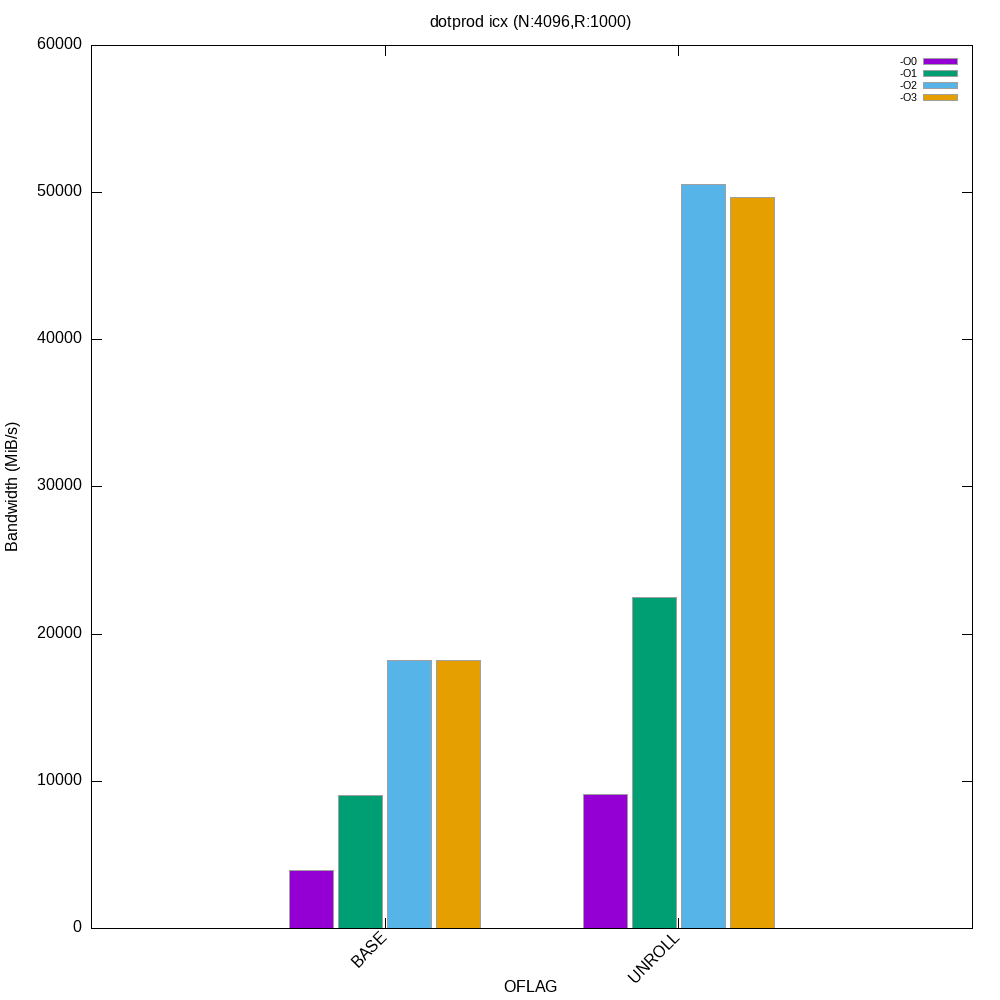 dotprod icx (N:4096,R:1000)
60000
50000
40000
30000
20000
10000
0
Bandwidth (MiB/s)
-O0
-O1
-O2
-O3
BASE
UNROLL
OFLAG